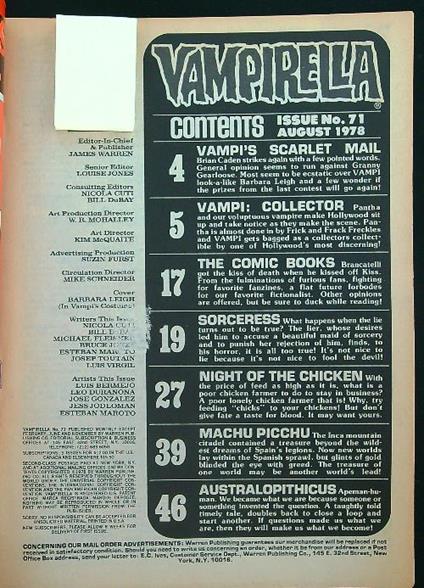 VAMPIRELLA
®
contents ISSUE No. 71
AUGUST 1978
4 VAMPI'S SCARLET MAIL
Brian Caden strikes again with a few pointed words.
General opinion seems to run against Granny
Gearloose. Most seem to be ecstatic over VAMPI
look-a-like Barbara Leigh and a few wonder if
the prizes from the last contest will go again!
5 VAMPI: COLLECTOR Pantha
and our voluptuous vampire make Hollywood sit
up and take notice as they make the scene. Pan-
tha is almost done in by Frick and Frack Freckles
and VAMPI gets bagged as a collectors collect-
ible by one of Hollywood's most discerning!
17 THE COMIC BOOKS Brancatelli
got the kiss of death when he kissed off Kiss.
From the fulminations of furious fans, fighting
for favorite fanzines, a flat future forbodes
for our favorite fictionalist. Other opinions
are offered, but be sure to duck while reading!
19 SORCERESS What happens when the lie
turns out to be true? The lier, whose desires
led him to accuse a beautiful maid of sorcery
and to punish her rejection of him, finds, to
his horror, it is all too true! It's not nice to
lie because it's not nice to fool the devil!
27 NIGHT OF THE CHICKEN With
the price of feed as high as it is, what is a
poor chicken farmer to do to stay in business?
A poor lonely chicken farmer that is! Why, try
feeding "chicks" to your chickens! But don't
give fate a taste for blood. It may want yours.
39 MACHU PICCHU the Inca mountain
citadel contained a treasure beyond the wild-
est dreams of Spain's legions. Now new worlds
lay within the Spanish sprawl, but glints of gold
blinded the eye with greed. The treasure of
one world may be another world's lead!
46 AUSTRALOPITHICUS Apeman-hu-
man. We became what we are because someone or
something invented the question. A taughtly told
timely tale, that doubles back to close a loop and
start another. If questions made us what we
are, then they will make us what we become!
Editor-In-Chief
& Publisher
JAMES WARREN
Senior Editor
LOUISE JONES
Consulting Editors
NICOLA CUTI
BILL DuBAY
Art Production Director
W. R. MOHALLEY
Art Director
KIM McQUAITE
Advertising Production
SUZIN FURST
Circulation Director
MIKE SCHNEIDER
Cover
BARBARA LEIGH
(In Vampi's Costume)
Writers This Issue
NICOLA CUTI
BILL
MICHAEL FLEISHER
BRUCE
ESTEBAN MAROTO
JOSEP TOUTAIN
LUIS VIRGIL
Artists This Issue
LUIS BERMEJO
LEO DURANONA
JOSE GONZALEZ
JESS JODLOMAN
ESTEBAN MAROTO
CONCERNING OUR MAIL ORDER ADVERTISEMENTS: Warren Publishing guarantees our merchandise will be replaced if not
received in satisfactory condition. Should you need to write us concerning an order, whether it be from our address or a Post
Office Box address, send your letter to: E.C. Ives, Customer Service Dept., Warren Publishing Co., 145 E. 32nd Street, New
York, N.Y. 10016.